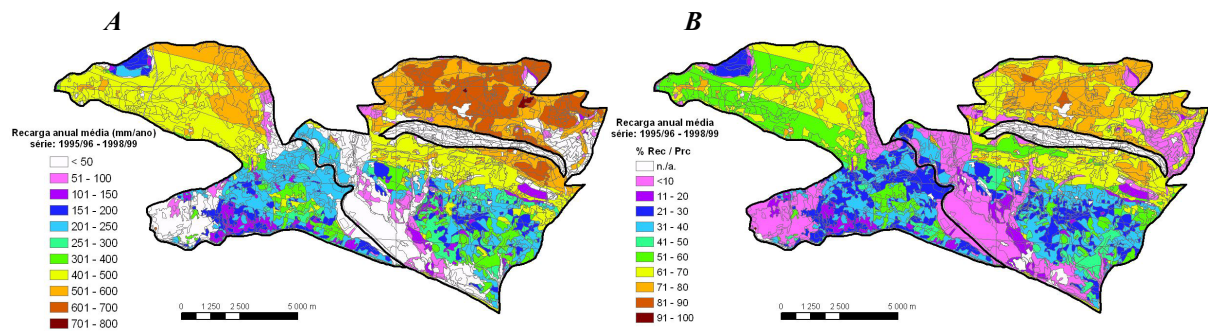 A
Recarga anual média (mm/ano)
série: 1995/96 - 1998/99
< 50
51 - 100
101 - 150
151 - 200
201 - 250
251 - 300
301 - 400
401 - 500
501 - 600
601 - 700
701 - 800
0 1 250 2 500 5 000 m
B
Recarga anual média
série: 1995/96 - 1998/99
% Rec / Prc
n./a.
<10
11 - 20
21 - 30
31 - 40
41 - 50
51 - 60
61 - 70
71 - 80
81 - 90
91 - 100
0 1.250 2.500 5.000 m